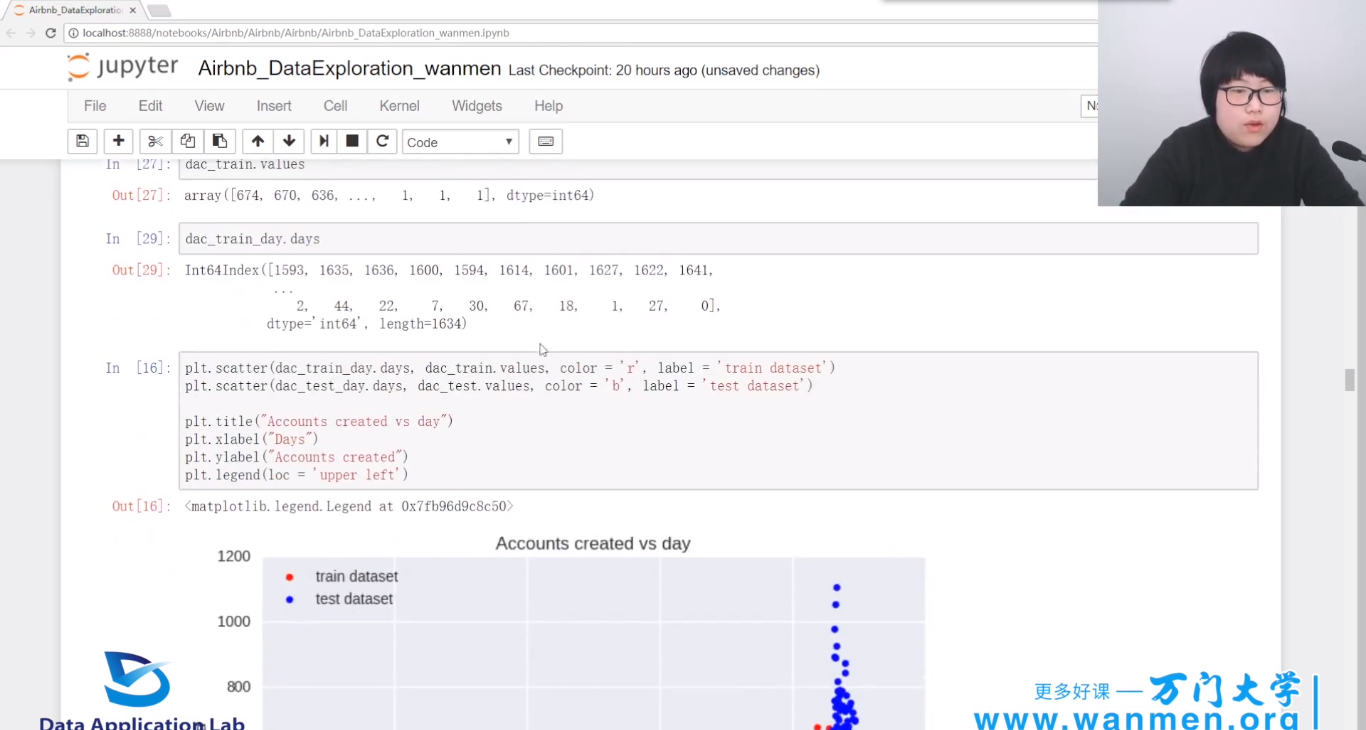 Airbnb_DataExploratio
localhost:8888/notebooks/Airbnb/Airbnb/Airbnb/Airbnb_DataExploration_wanmen.ipynb
jupyter Airbnb_DataExploration_wanmen Last Checkpoint: 20 hours ago (unsaved changes)
File Edit View Insert Cell Kernel Widgets Help
Code
In [27]: dac_train.values
Out[27]: array([674, 670, 636, ..., 1, 1, 1], dtype=int64)
In [29]: dac_train_day.days
Out[29]: Int64Index([1593, 1635, 1636, 1600, 1594, 1614, 1601, 1627, 1622, 1641,
...
2, 44, 22, 7, 30, 67, 18, 1, 27, 0],
dtype='int64', length=1634)
In [16]: plt.scatter(dac_train_day.days, dac_train.values, color = 'r', label = 'train dataset')
plt.scatter(dac_test_day.days, dac_test.values, color = 'b', label = 'test dataset')
plt.title("Accounts created vs day")
plt.xlabel("Days")
plt.ylabel("Accounts created")
plt.legend(loc = 'upper left')
Out[16]: <matplotlib.legend.Legend at 0x7fb96d9c8c50>
Accounts created vs day
1200
train dataset
test dataset
1000
800
Data Application Lab
更多好课 — 万门大学
www.wanmen.org